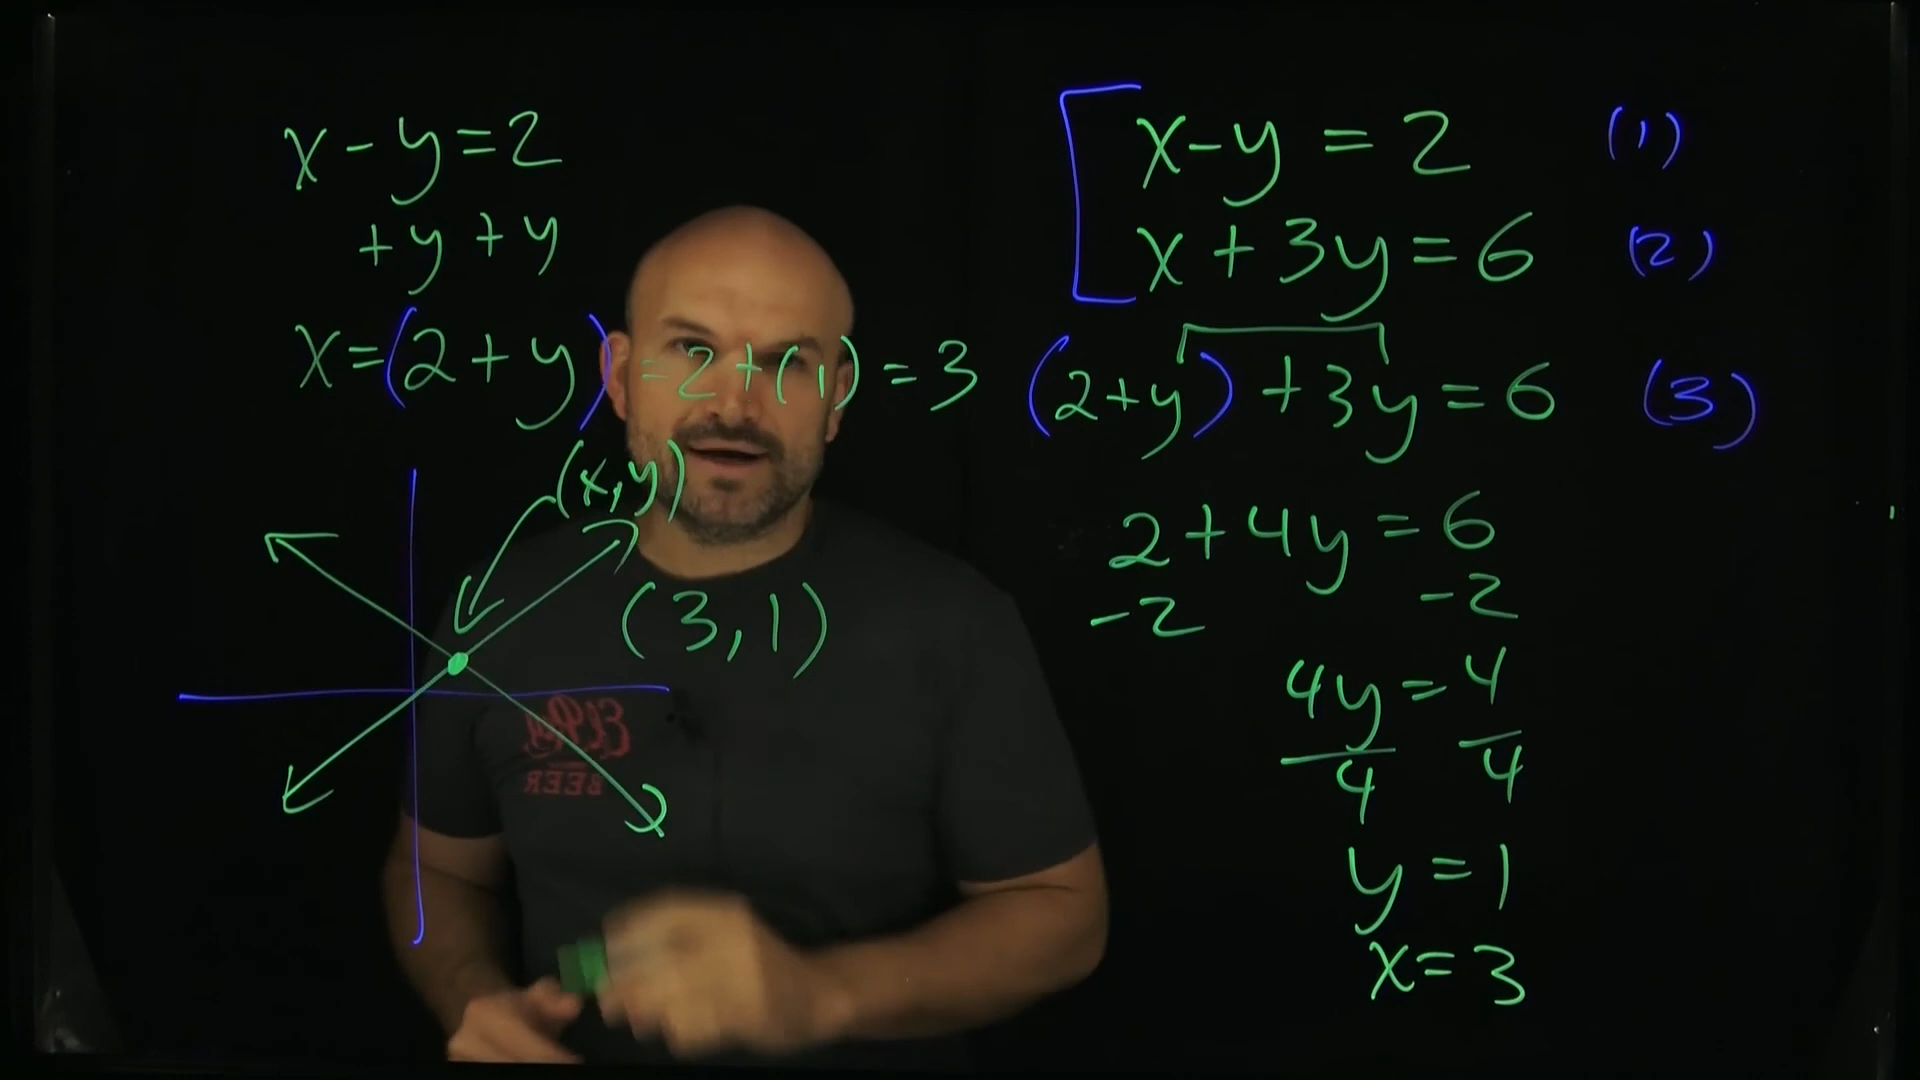 x - y = 2
+y +y
x = (2 + y) = 2 + (1) = 3
(x, y)
(3, 1)
x - y = 2 (1)
x + 3y = 6 (2)
(2 + y) + 3y = 6 (3)
2 + 4y = 6
-2 -2
4y = 4
4 4
y = 1
x = 3
BEER